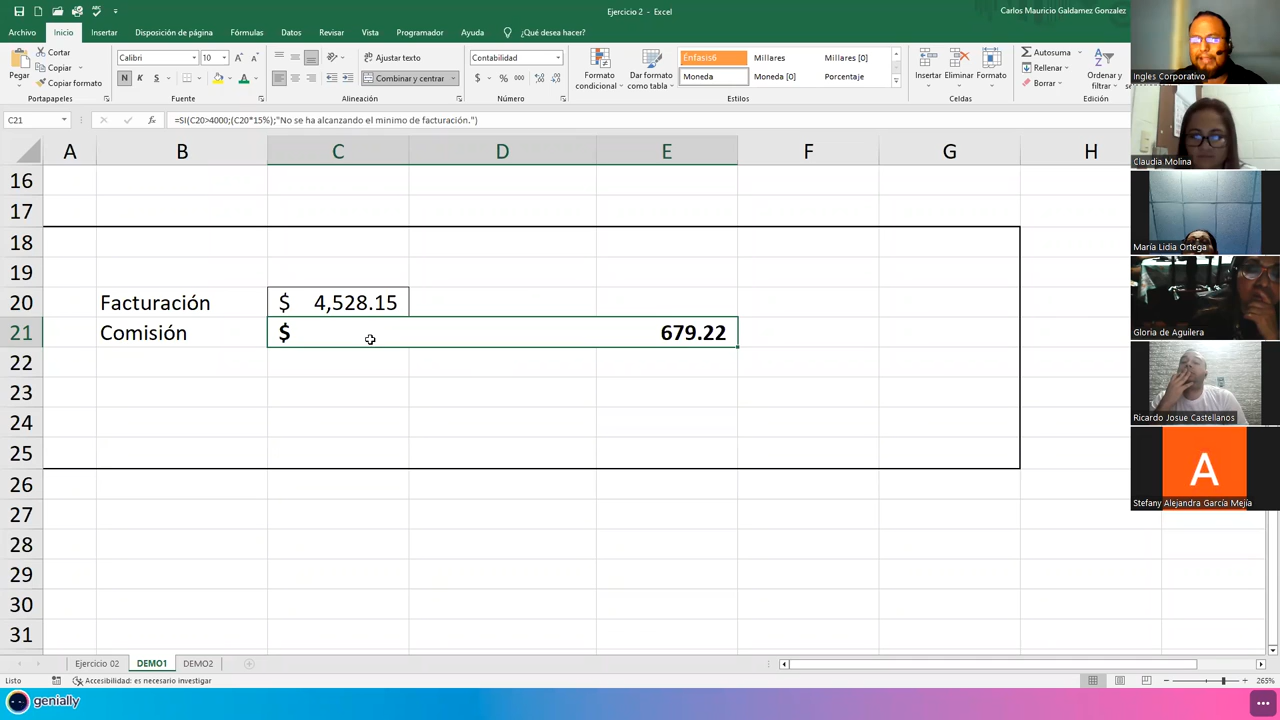 Ejercicio 2 - Excel
Carlos Mauricio Galdamez Gonzalez
Archivo Inicio Insertar Disposición de página Fórmulas Datos Revisar Vista Programador Ayuda ¿Qué desea hacer?
Pegar
Cortar
Copiar
Copiar formato
Portapapeles
Calibri 10
N K S
Fuente
Ajustar texto
Combinar y centrar
Alineación
Contabilidad
$ % 000
Número
Formato condicional
Dar formato como tabla
Énfasis6 Millares Millares [0]
Moneda Moneda [0] Porcentaje
Estilos
Insertar Eliminar Formato
Celdas
Autosuma
Rellenar
Borrar
Ordenar y filtrar
Edición
C21 fx =SI(C20>4000;(C20*15%);"No se ha alcanzando el minimo de facturación.")
A B C D E F G H
16
17
18
19
20 Facturación $ 4,528.15
21 Comisión $ 679.22
22
23
24
25
26
27
28
29
30
31
Ingles Corporativo
Claudia Molina
María Lidia Ortega
Gloria de Aguilera
Ricardo Josue Castellanos
A
Stefany Alejandra García Mejía
Ejercicio 02 DEMO1 DEMO2
Listo Accesibilidad: es necesario investigar 265%
genially